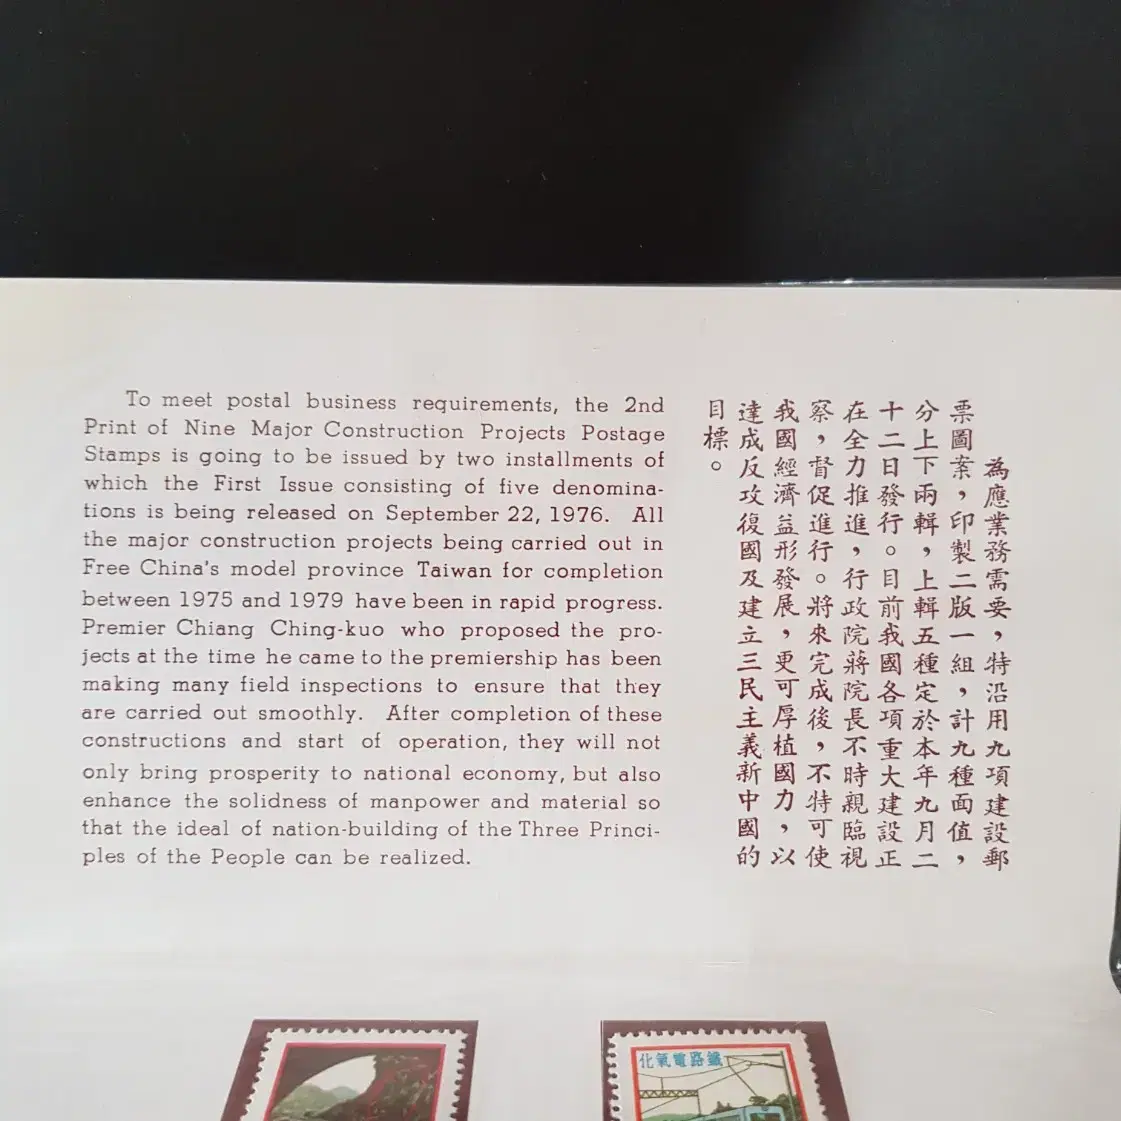 To meet postal business requirements, the 2nd
Print of Nine Major Construction Projects Postage
Stamps is going to be issued by two installments of
which the First Issue consisting of five denomina-
tions is being released on September 22, 1976. All
the major construction projects being carried out in
Free China's model province Taiwan for completion
between 1975 and 1979 have been in rapid progress.
Premier Chiang Ching-kuo who proposed the pro-
jects at the time he came to the premiership has been
making many field inspections to ensure that they
are carried out smoothly. After completion of these
constructions and start of operation, they will not
only bring prosperity to national economy, but also
enhance the solidness of manpower and material so
that the ideal of nation-building of the Three Princi-
ples of the People can be realized.
為應業務需要，特沿用九項建設郵
票圖案，印製二版一組，計九種面值，
分上下兩輯，上輯五種定於本年九月二
十二日發行。目前我國各項重大建設正
在全力推進，行政院蔣院長不時親臨視
察，督促進行。將來完成後，不特可使
我國經濟益形發展，更可厚植國力，以
達成反攻復國及建立三民主義新中國的
目標。
化氣電路鐵